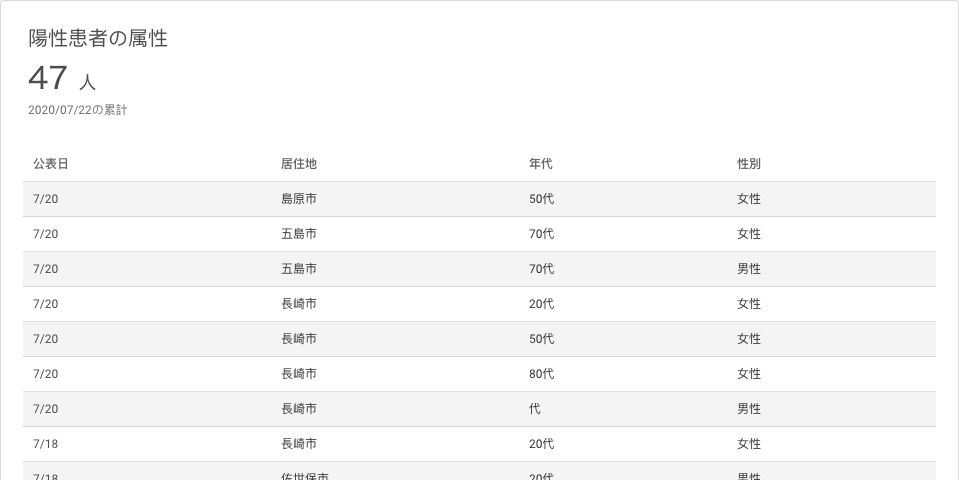 陽性患者の属性
47 人
2020/07/22の累計
公表日 居住地 年代 性別
7/20 島原市 50代 女性
7/20 五島市 70代 女性
7/20 五島市 70代 男性
7/20 長崎市 20代 女性
7/20 長崎市 50代 女性
7/20 長崎市 80代 女性
7/20 長崎市 代 男性
7/18 長崎市 20代 女性
7/18 佐世保市 20代 男性